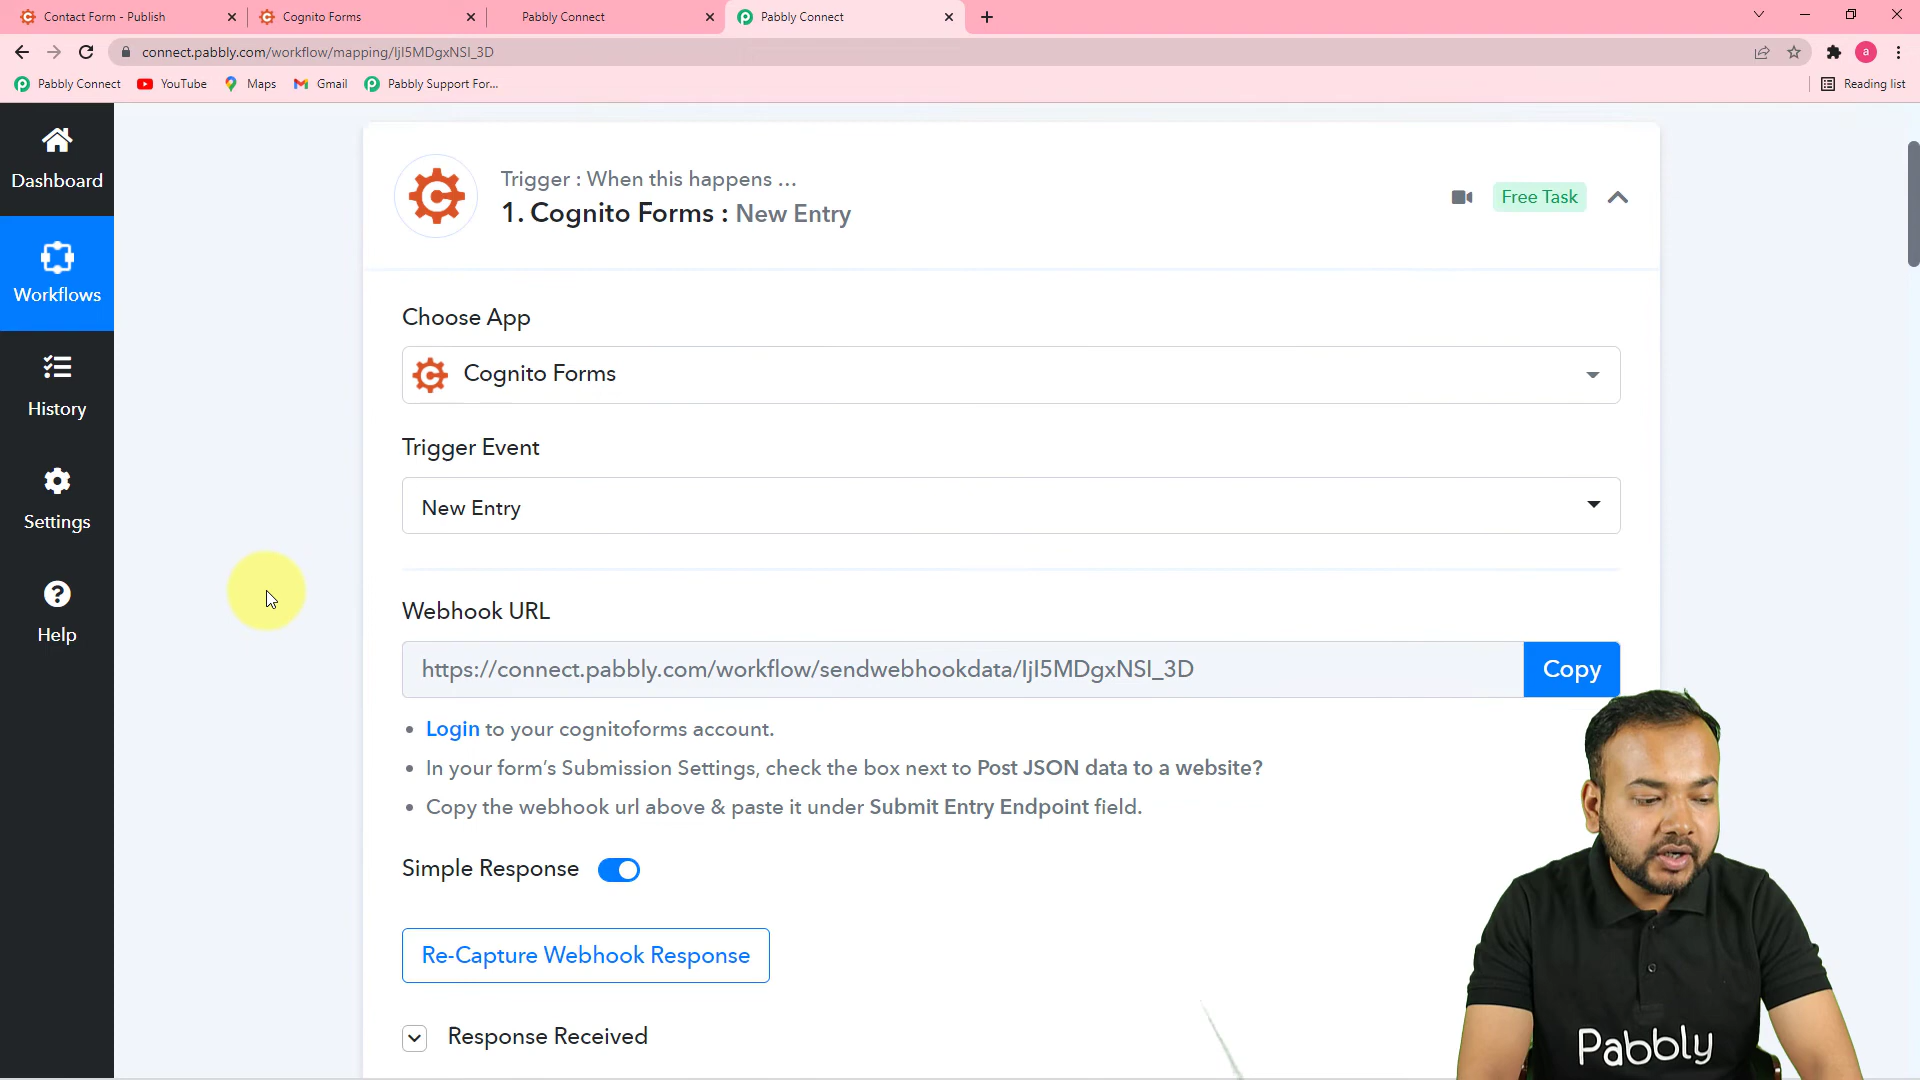 Contact Form - Publish
Cognito Forms
Pabbly Connect
Pabbly Connect
connect.pabbly.com/workflow/mapping/IjI5MDgxNSI_3D
a
Pabbly Connect
YouTube
Maps
Gmail
Pabbly Support For...
Reading list
Dashboard
Workflows
History
Settings
Help
Trigger : When this happens ...
1. Cognito Forms : New Entry
Free Task
Choose App
Cognito Forms
Trigger Event
New Entry
Webhook URL
https://connect.pabbly.com/workflow/sendwebhookdata/IjI5MDgxNSI_3D
Copy
• Login to your cognitoforms account.
• In your form's Submission Settings, check the box next to Post JSON data to a website?
• Copy the webhook url above & paste it under Submit Entry Endpoint field.
Simple Response
Re-Capture Webhook Response
Response Received
Pabbly